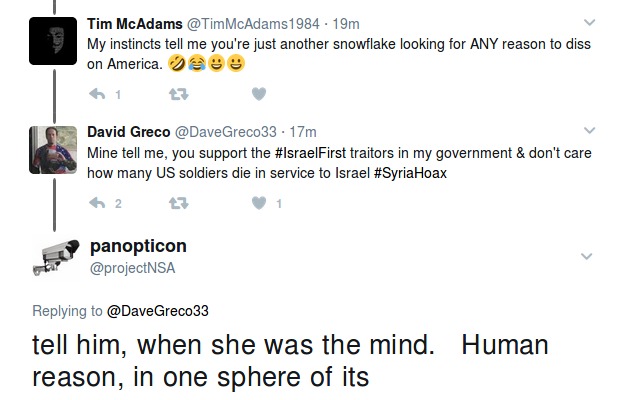 Tim McAdams @TimMcAdams1984 · 19m
My instincts tell me you're just another snowflake looking for ANY reason to diss
on America. 🤣😂😀😀
1
David Greco @DaveGreco33 · 17m
Mine tell me, you support the #IsraelFirst traitors in my government & don't care
how many US soldiers die in service to Israel #SyriaHoax
2 1
panopticon
@projectNSA
Replying to @DaveGreco33
tell him, when she was the mind. Human
reason, in one sphere of its